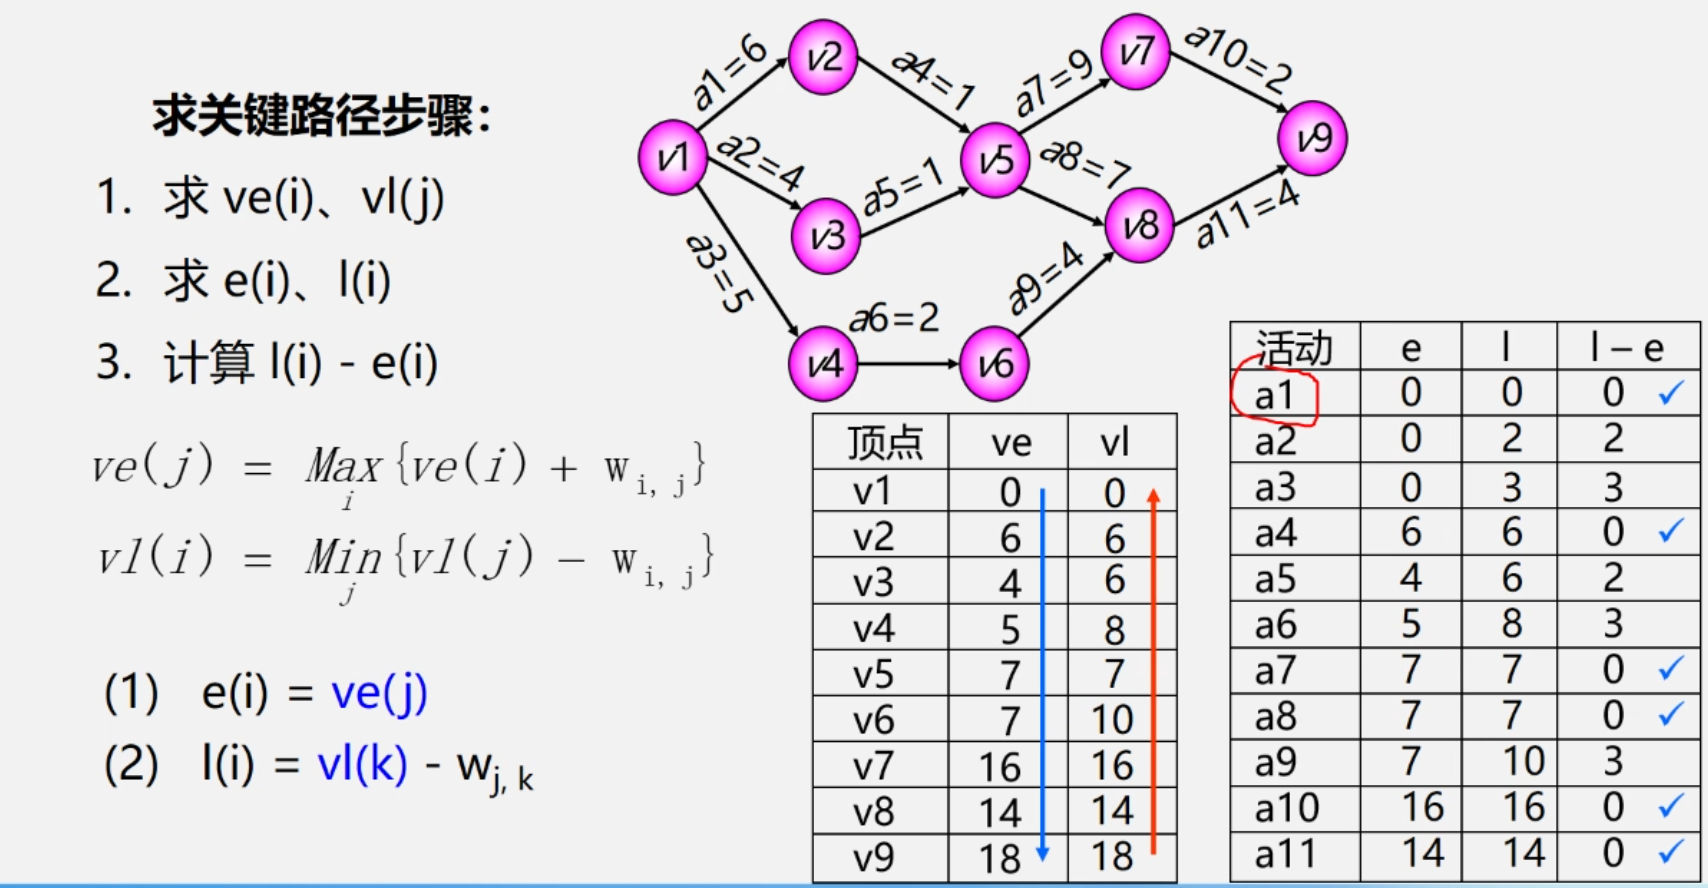 求关键路径步骤：
1. 求 ve(i)、vl(j)
2. 求 e(i)、l(i)
3. 计算 l(i) - e(i)
ve(j) = Max{ve(i) + w i, j}
i
vl(i) = Min{vl(j) − w i, j}
j
(1) e(i) = ve(j)
(2) l(i) = vl(k) - wj, k
v1
v2
v3
v4
v5
v6
v7
v8
v9
a1=6
a2=4
a3=5
a4=1
a5=1
a6=2
a7=9
a8=7
a9=4
a10=2
a11=4
顶点 ve vl
v1 0 0
v2 6 6
v3 4 6
v4 5 8
v5 7 7
v6 7 10
v7 16 16
v8 14 14
v9 18 18
活动 e l l – e
a1 0 0 0 ✓
a2 0 2 2
a3 0 3 3
a4 6 6 0 ✓
a5 4 6 2
a6 5 8 3
a7 7 7 0 ✓
a8 7 7 0 ✓
a9 7 10 3
a10 16 16 0 ✓
a11 14 14 0 ✓